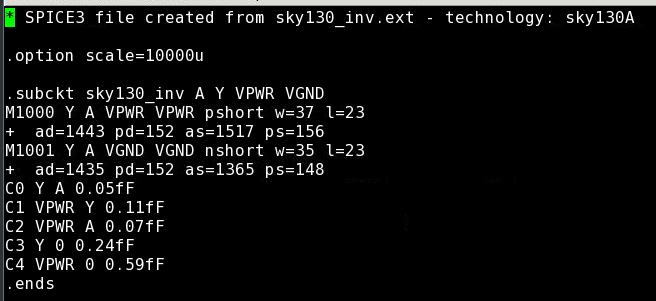 * SPICE3 file created from sky130_inv.ext - technology: sky130A
.option scale=10000u
.subckt sky130_inv A Y VPWR VGND
M1000 Y A VPWR VPWR pshort w=37 l=23
+  ad=1443 pd=152 as=1517 ps=156
M1001 Y A VGND VGND nshort w=35 l=23
+  ad=1435 pd=152 as=1365 ps=148
C0 Y A 0.05fF
C1 VPWR Y 0.11fF
C2 VPWR A 0.07fF
C3 Y 0 0.24fF
C4 VPWR 0 0.59fF
.ends